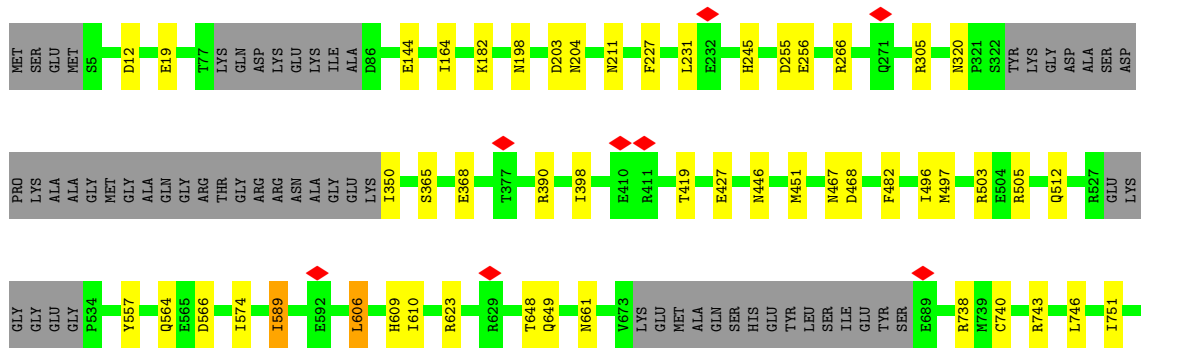 MET SER GLU MET S5 D12 E19 T77 LYS GLN ASP LYS GLU LYS ILE ALA D86 E144 I164 K182 N198 D203 N204 N211 F227 L231 E232 H245 D255 E256 R266 Q271 R305 N320 P321 S322 TYR LYS GLY ASP ALA SER ASP
PRO LYS ALA ALA GLY MET GLY ALA GLN GLY ARG THR GLY ARG ARG ASN ALA GLY GLU LYS I350 S365 E368 T377 R390 I398 E410 R411 T419 E427 N446 M451 N467 D468 F482 I496 M497 R503 E504 R505 Q512 R527 GLU LYS
GLY GLY GLU GLY P534 Y557 Q564 E565 D566 I574 I589 E592 L606 H609 I610 R623 R629 T648 Q649 N661 V673 LYS GLU MET ALA GLN SER HIS GLU TYR LEU SER ILE GLU TYR SER E689 R738 M739 C740 R743 L746 I751